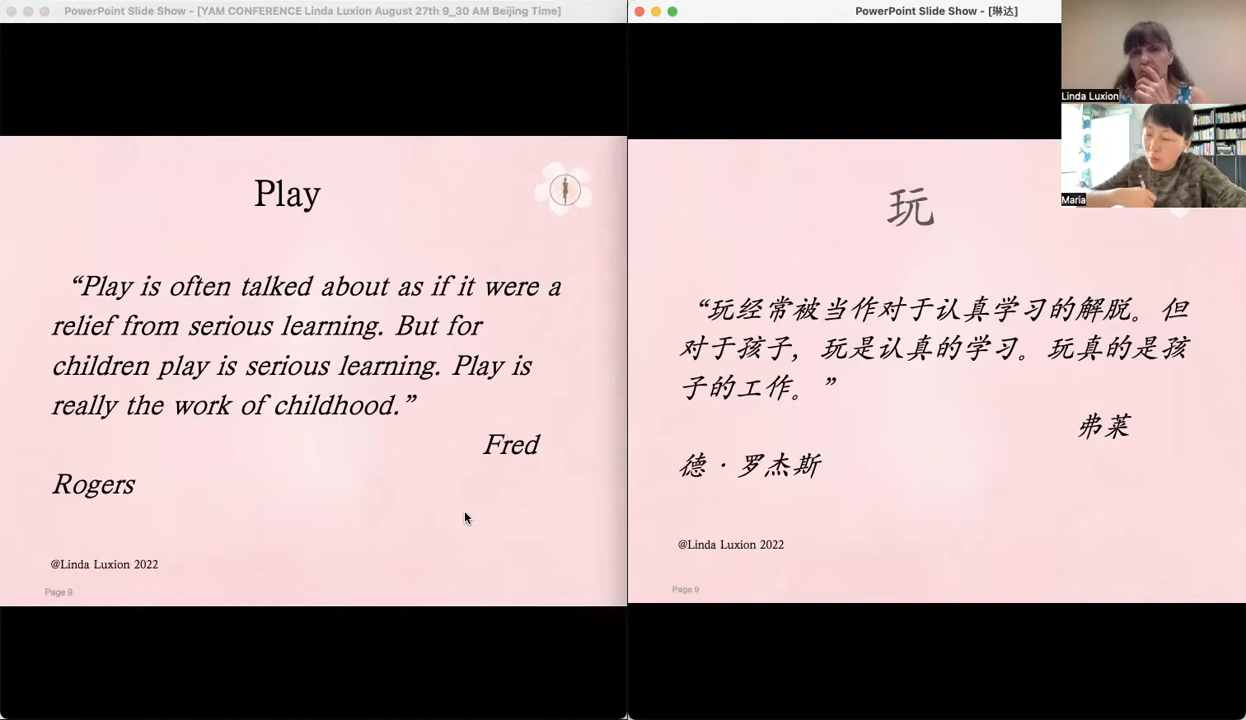 PowerPoint Slide Show - [YAM CONFERENCE Linda Luxion August 27th 9_30 AM Beijing Time]
Play
“Play is often talked about as if it were a
relief from serious learning. But for
children play is serious learning. Play is
really the work of childhood.”
Fred
Rogers
@Linda Luxion 2022
Page 9
PowerPoint Slide Show - [琳达]
玩
“玩经常被当作对于认真学习的解脱。但
对于孩子，玩是认真的学习。玩真的是孩
子的工作。”
弗莱
德·罗杰斯
@Linda Luxion 2022
Page 9
Linda Luxion
Maria